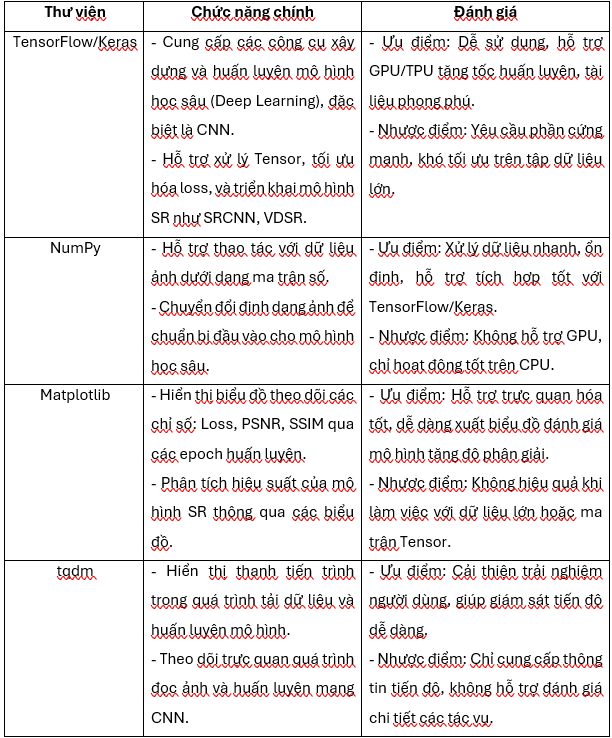 Thư viện
Chức năng chính
Đánh giá
TensorFlow/Keras
- Cung cấp các công cụ xây
dựng và huấn luyện mô hình
học sâu (Deep Learning), đặc
biệt là CNN.
- Hỗ trợ xử lý Tensor, tối ưu
hóa loss, và triển khai mô hình
SR như SRCNN, VDSR.
- Ưu điểm: Dễ sử dụng, hỗ trợ
GPU/TPU tăng tốc huấn luyện, tài
liệu phong phú.
- Nhược điểm: Yêu cầu phần cứng
mạnh, khó tối ưu trên tập dữ liệu
lớn.
NumPy
- Hỗ trợ thao tác với dữ liệu
ảnh dưới dạng ma trận số.
- Chuyển đổi định dạng ảnh để
chuẩn bị đầu vào cho mô hình
học sâu.
- Ưu điểm: Xử lý dữ liệu nhanh, ổn
định, hỗ trợ tích hợp tốt với
TensorFlow/Keras.
- Nhược điểm: Không hỗ trợ GPU,
chỉ hoạt động tốt trên CPU.
Matplotlib
- Hiển thị biểu đồ theo dõi các
chỉ số: Loss, PSNR, SSIM qua
các epoch huấn luyện.
- Phân tích hiệu suất của mô
hình SR thông qua các biểu
đồ.
- Ưu điểm: Hỗ trợ trực quan hóa
tốt, dễ dàng xuất biểu đồ đánh giá
mô hình tăng độ phân giải.
- Nhược điểm: Không hiệu quả khi
làm việc với dữ liệu lớn hoặc ma
trận Tensor.
tqdm
- Hiển thị thanh tiến trình
trong quá trình tải dữ liệu và
huấn luyện mô hình.
- Theo dõi trực quan quá trình
đọc ảnh và huấn luyện mạng
CNN.
- Ưu điểm: Cải thiện trải nghiệm
người dùng, giúp giám sát tiến độ
dễ dàng.
- Nhược điểm: Chỉ cung cấp thông
tin tiến độ, không hỗ trợ đánh giá
chi tiết các tác vụ.